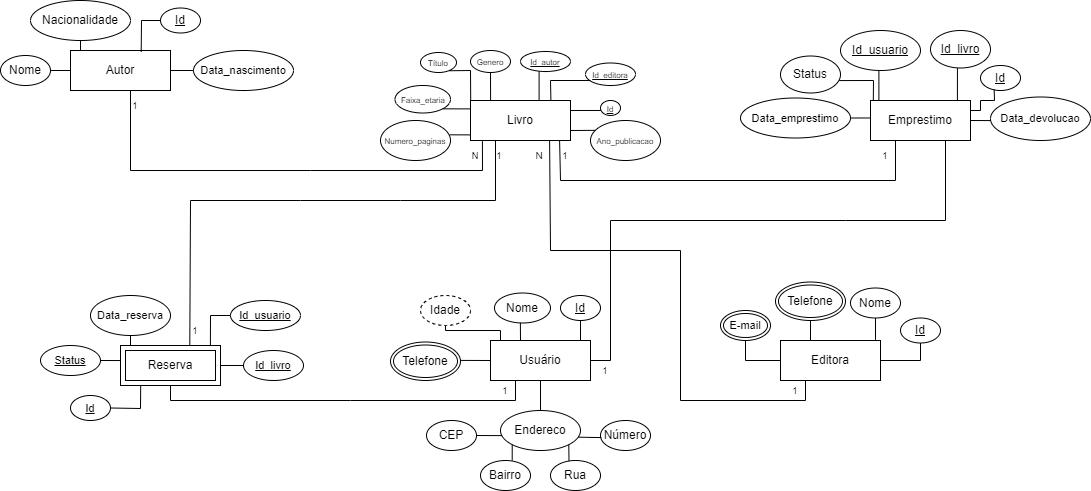 Nacionalidade
Id
Nome
Autor
Data_nascimento
1
Título
Genero
Id_autor
Id_editora
Faixa_etaria
Livro
Id
Numero_paginas
Ano_publicacao
N
1
N
1
Id_usuario
Id_livro
Status
Id
Data_emprestimo
Emprestimo
Data_devolucao
1
Data_reserva
Id_usuario
1
Status
Reserva
Id_livro
Id
Idade
Nome
Id
Telefone
Usuário
1
1
Endereco
CEP
Número
Bairro
Rua
E-mail
Telefone
Nome
Id
Editora
1